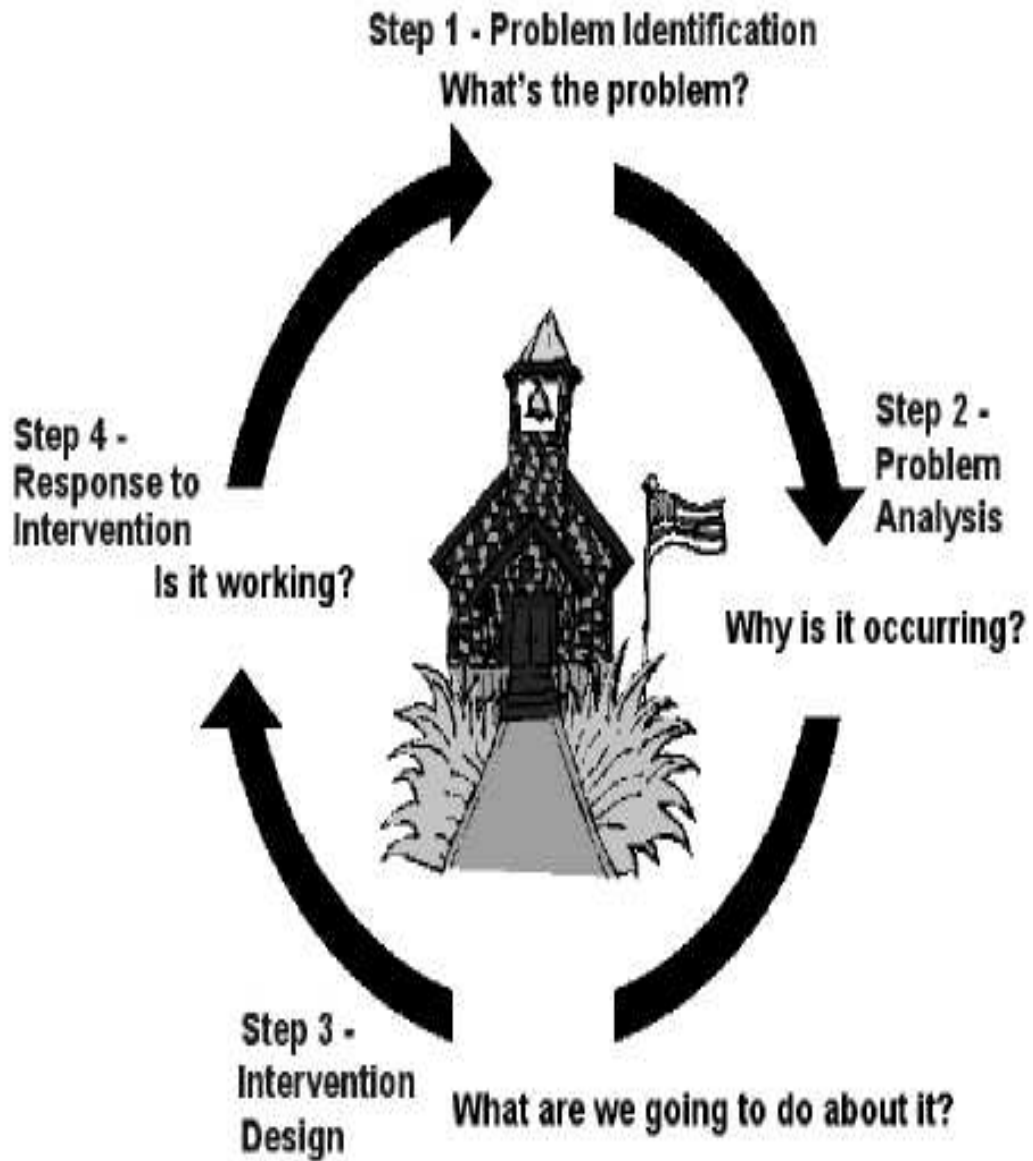 Step 1 - Problem Identification
What's the problem?
Step 2 -
Problem
Analysis
Why is it occurring?
Step 3 -
Intervention
Design
What are we going to do about it?
Step 4 -
Response to
Intervention
Is it working?